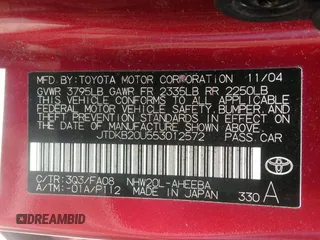 MFD. BY: TOYOTA MOTOR CORPORATION 11/04
GVWR 3795LB GAWR FR 2335LB RR 2250LB
THIS VEHICLE CONFORMS TO ALL APPLICABLE
FEDERAL MOTOR VEHICLE SAFETY, BUMPER, AND
THEFT PREVENTION STANDARDS IN EFFECT ON
THE DATE OF MANUFACTURE SHOWN ABOVE.
JTDKB20U553012572 PASS. CAR
C/TR: 3Q3/FA08 NHW20L-AHEEBA
A/TM: -01A/P112 MADE IN JAPAN 330 A
TOYOTA
DREAMBID